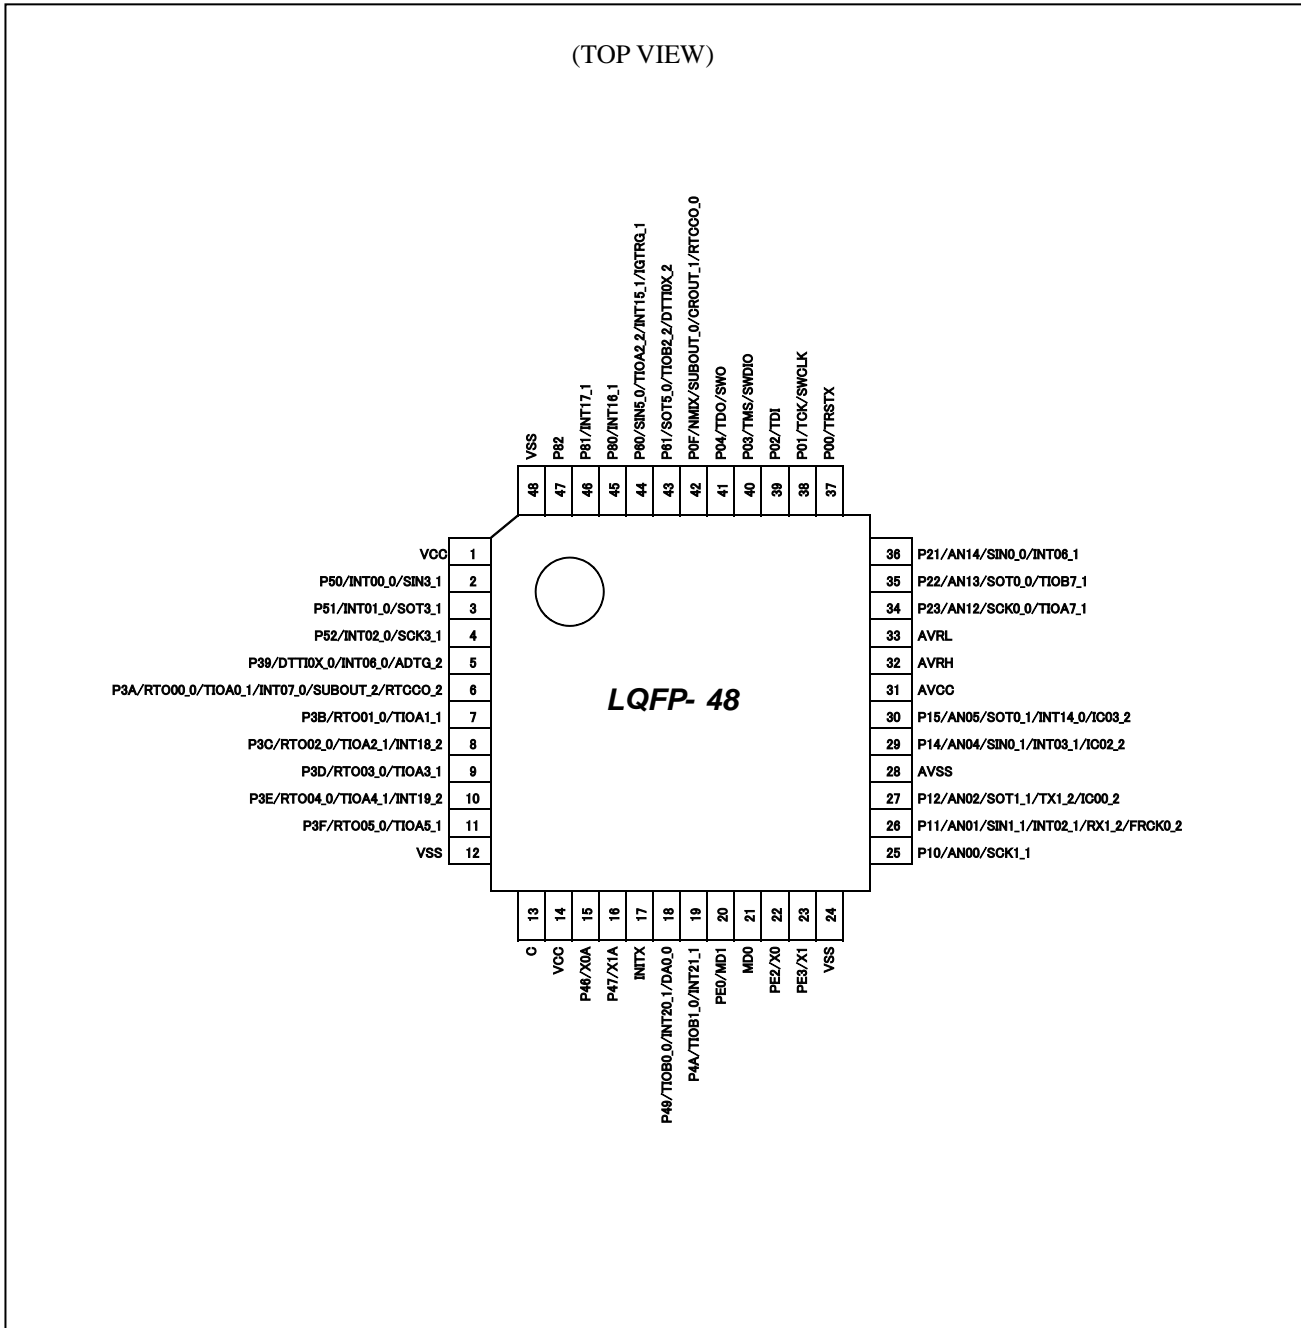 (TOP VIEW)
VSS
P82
P81/INT17_1
P80/INT16_1
P60/SIN5_0/TIOA2_2/INT15_1/IGTRG_1
P61/SOT5_0/TIOB2_2/DTTI0X_2
P0F/NMIX/SUBOUT_0/CROUT_1/RTCCO_0
P04/TDO/SWO
P03/TMS/SWDIO
P02/TDI
P01/TCK/SWCLK
P00/TRSTX
48
47
46
45
44
43
42
41
40
39
38
37
VCC 1
P50/INT00_0/SIN3_1 2
P51/INT01_0/SOT3_1 3
P52/INT02_0/SCK3_1 4
P39/DTTI0X_0/INT06_0/ADTG_2 5
P3A/RTO00_0/TIOA0_1/INT07_0/SUBOUT_2/RTCCO_2 6
P3B/RTO01_0/TIOA1_1 7
P3C/RTO02_0/TIOA2_1/INT18_2 8
P3D/RTO03_0/TIOA3_1 9
P3E/RTO04_0/TIOA4_1/INT19_2 10
P3F/RTO05_0/TIOA5_1 11
VSS 12
LQFP- 48
36 P21/AN14/SIN0_0/INT06_1
35 P22/AN13/SOT0_0/TIOB7_1
34 P23/AN12/SCK0_0/TIOA7_1
33 AVRL
32 AVRH
31 AVCC
30 P15/AN05/SOT0_1/INT14_0/IC03_2
29 P14/AN04/SIN0_1/INT03_1/IC02_2
28 AVSS
27 P12/AN02/SOT1_1/TX1_2/IC00_2
26 P11/AN01/SIN1_1/INT02_1/RX1_2/FRCK0_2
25 P10/AN00/SCK1_1
13
14
15
16
17
18
19
20
21
22
23
24
C
VCC
P46/X0A
P47/X1A
INITX
P49/TIOB0_0/INT20_1/DA0_0
P4A/TIOB1_0/INT21_1
PE0/MD1
MD0
PE2/X0
PE3/X1
VSS